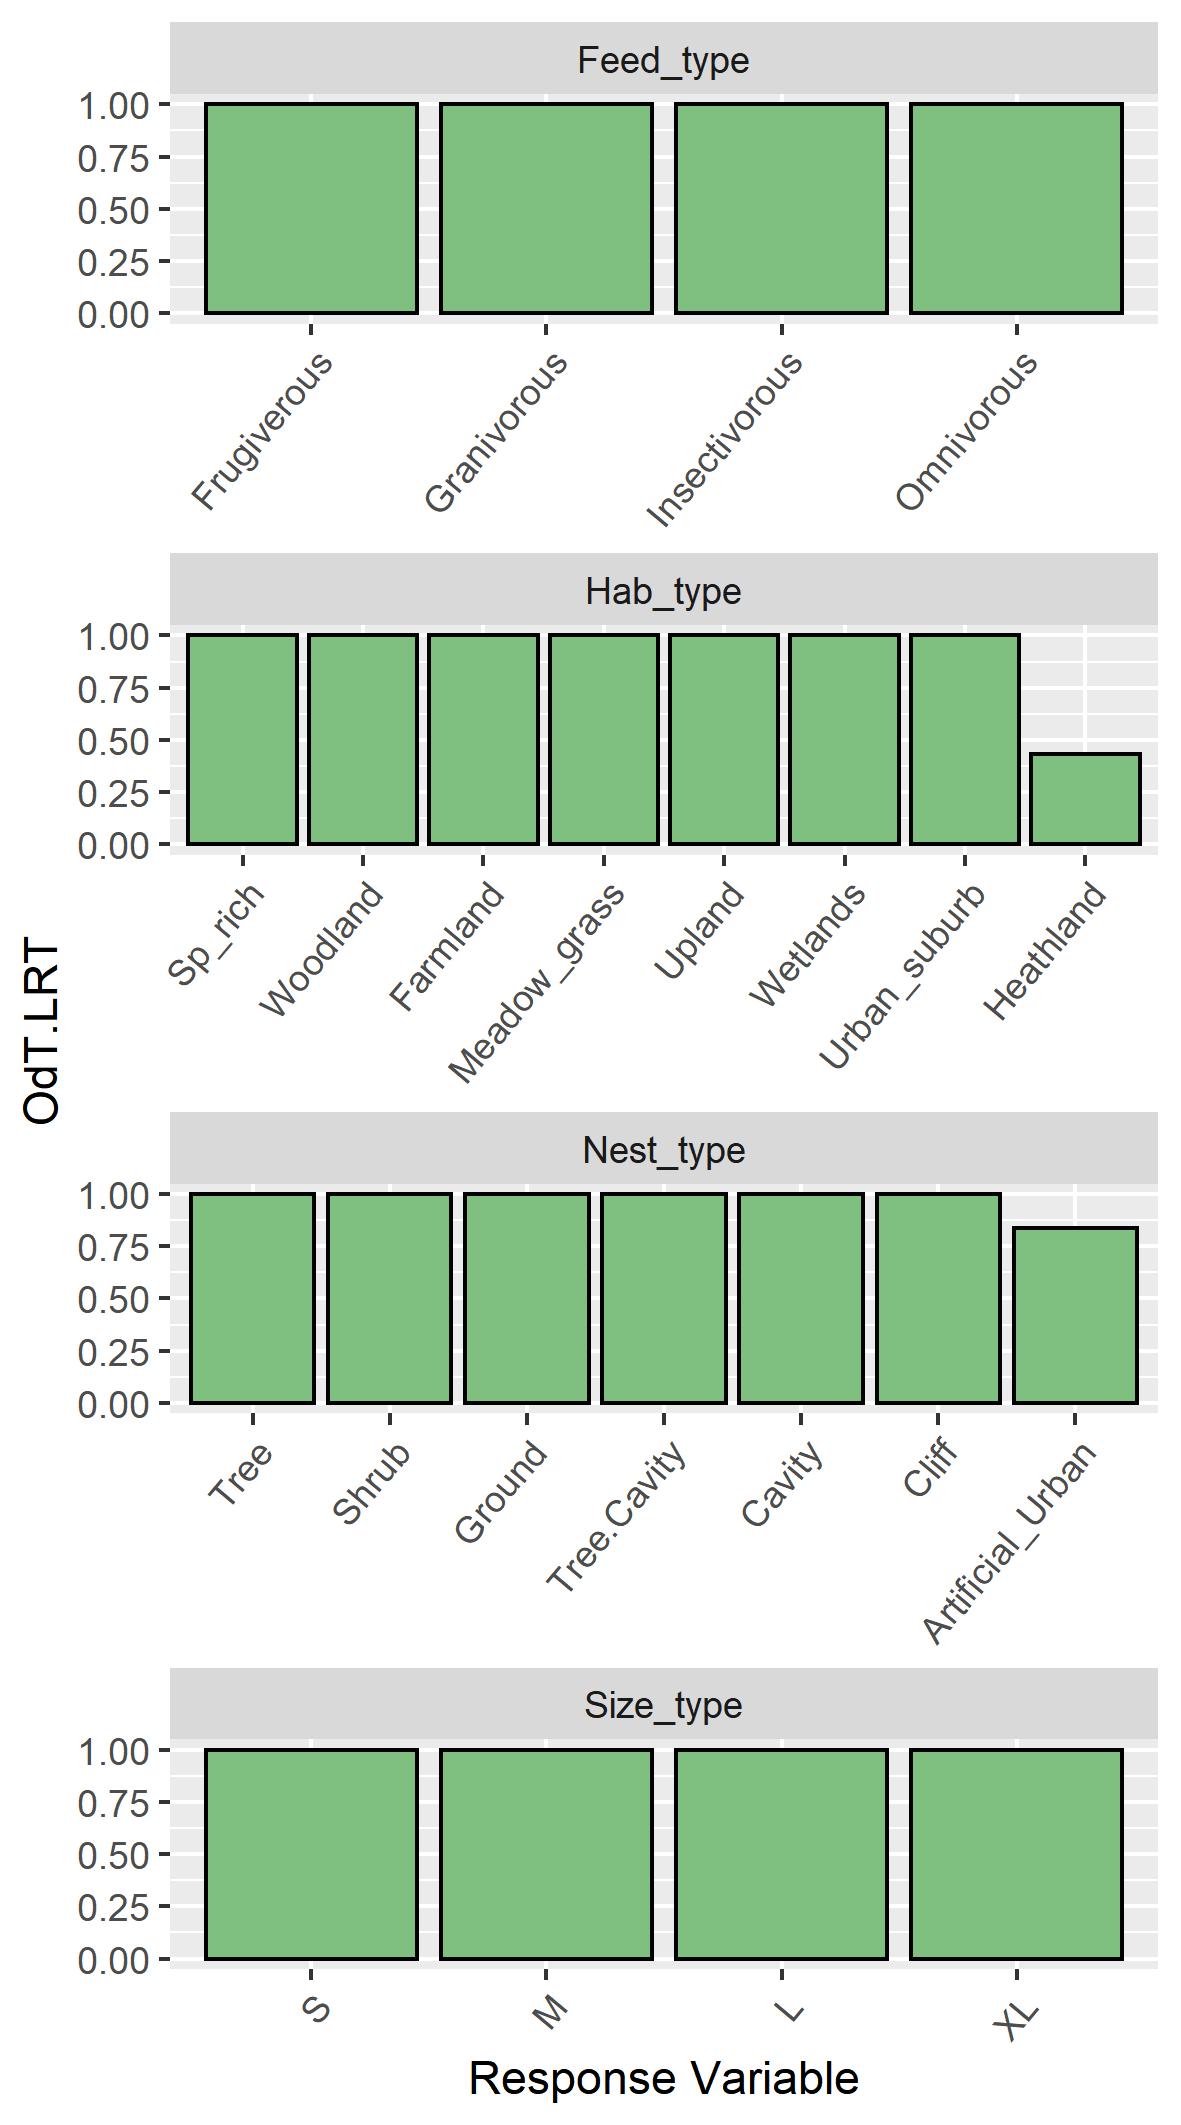 Feed_type
1.00
0.75
0.50
0.25
0.00
Frugiverous
Granivorous
Insectivorous
Omnivorous
Hab_type
1.00
0.75
0.50
0.25
0.00
Sp_rich
Woodland
Farmland
Meadow_grass
Upland
Wetlands
Urban_suburb
Heathland
OdT.LRT
Nest_type
1.00
0.75
0.50
0.25
0.00
Tree
Shrub
Ground
Tree.Cavity
Cavity
Cliff
Artificial_Urban
Size_type
1.00
0.75
0.50
0.25
0.00
S
M
L
XL
Response Variable